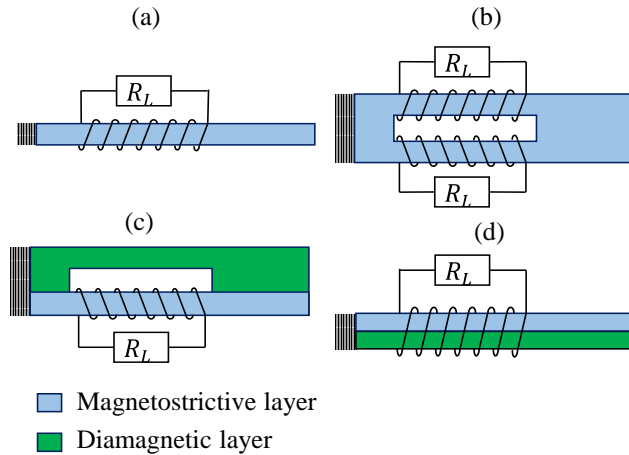 (a)
(b)
R_L
R_L
R_L
(c)
(d)
R_L
R_L
Magnetostrictive layer
Diamagnetic layer